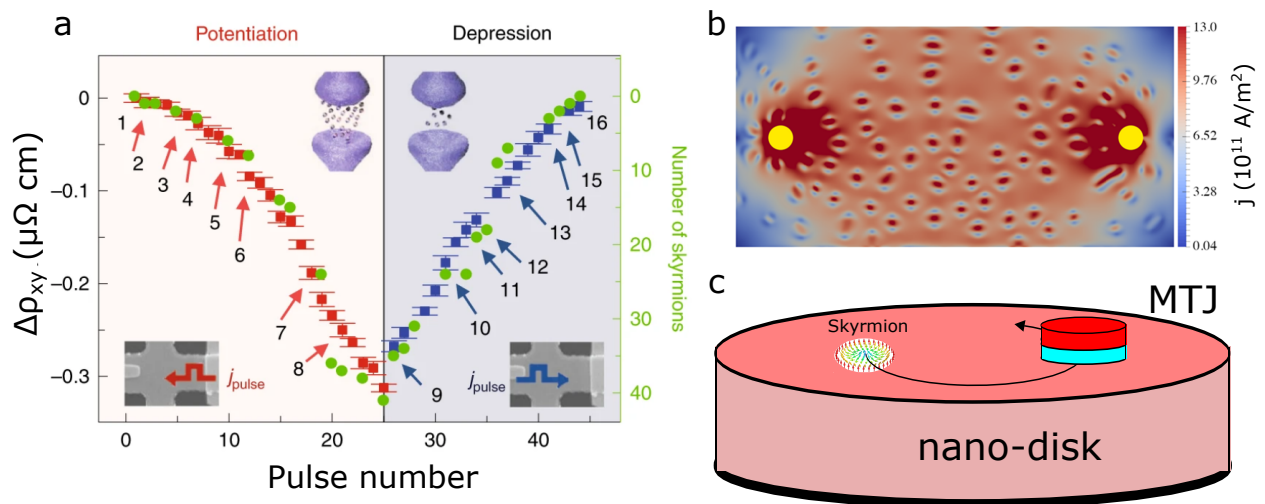 a
Potentiation
Depression
Δρxy (μΩ cm)
0
−0.1
−0.2
−0.3
0
10
20
30
40
Number of skyrmions
1
2
3
4
5
6
7
8
9
10
11
12
13
14
15
16
jpulse
jpulse
0
10
20
30
40
Pulse number
b
13.0
9.76
6.52
3.28
0.04
j (10¹¹ A/m²)
c
MTJ
Skyrmion
nano-disk